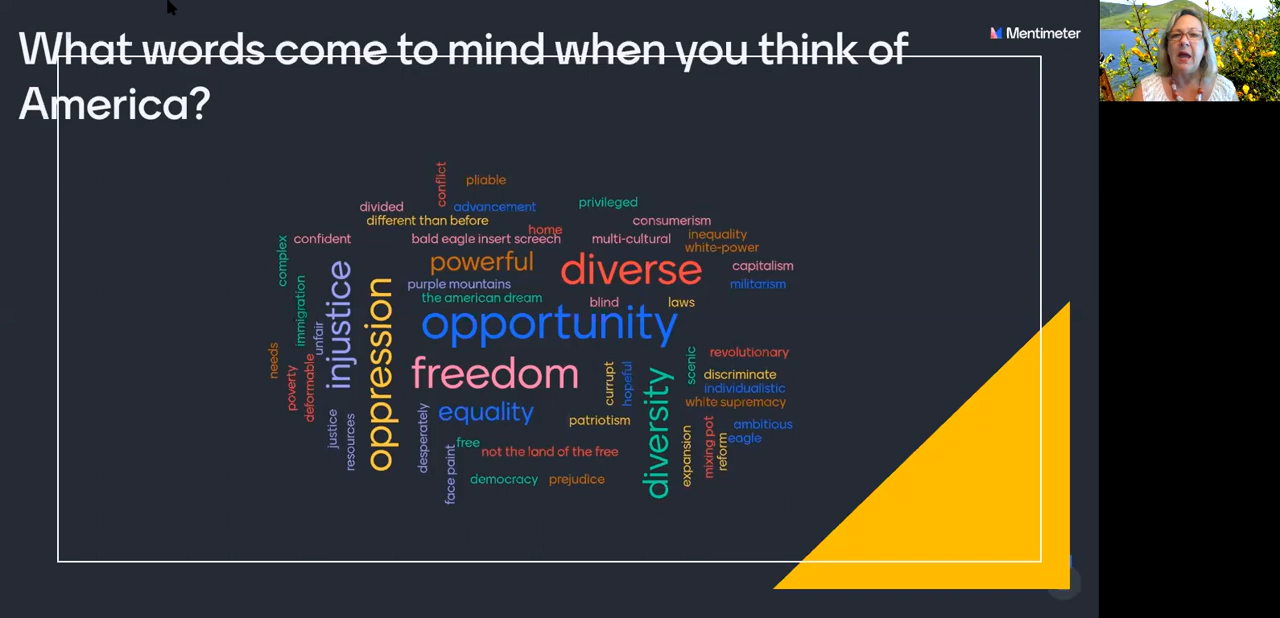 What words come to mind when you think of
America?
Mentimeter
conflict
pliable
divided
advancement
privileged
different than before
consumerism
home
complex
confident
bald eagle insert screech
multi-cultural
inequality
white-power
powerful
diverse
capitalism
injustice
oppression
purple mountains
militarism
immigration
the american dream
blind
laws
unfair
opportunity
needs
poverty
deformable
freedom
currupt
hopeful
diversity
scenic
revolutionary
discriminate
individualistic
white supremacy
justice
resources
desperately
equality
patriotism
expansion
mixing pot
reform
ambitious
eagle
face paint
free
not the land of the free
democracy
prejudice